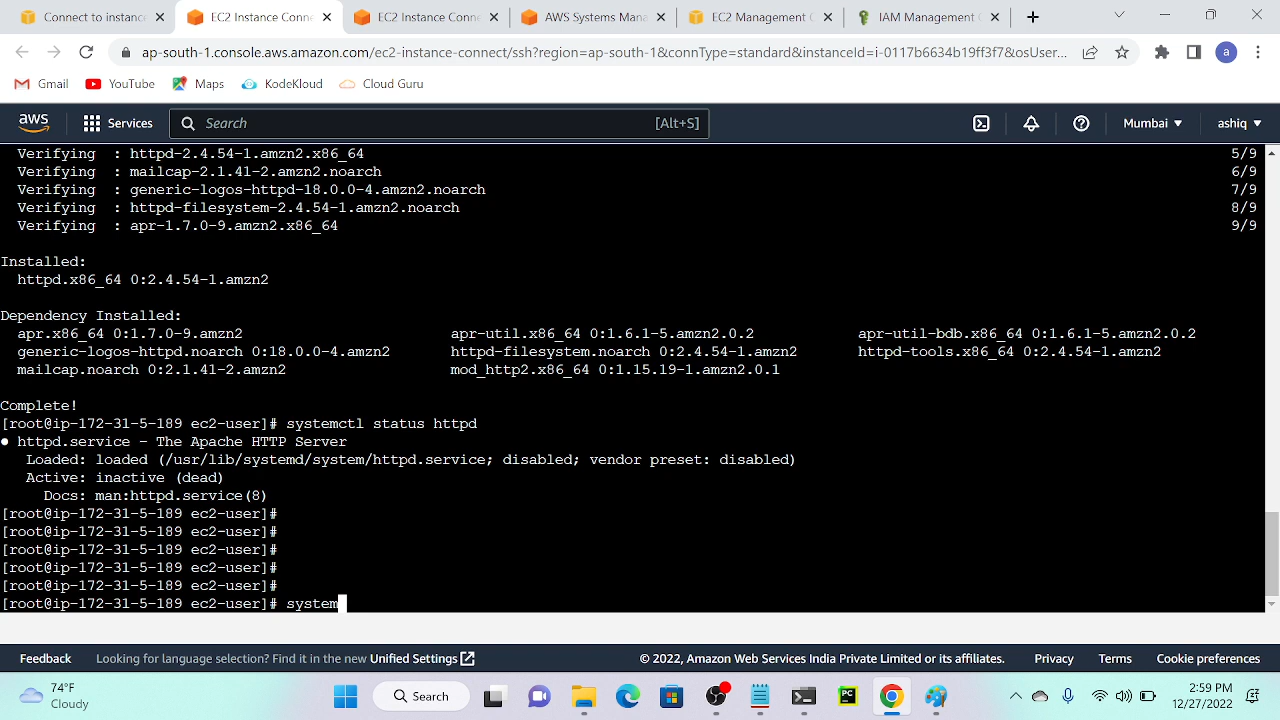 Connect to instance
EC2 Instance Conne
EC2 Instance Conne
AWS Systems Mana
EC2 Management C
IAM Management C
ap-south-1.console.aws.amazon.com/ec2-instance-connect/ssh?region=ap-south-1&connType=standard&instanceId=i-0117b6634b19ff3f7&osUser...
a
Gmail
YouTube
Maps
KodeKloud
Cloud Guru
aws
Services
Search
[Alt+S]
Mumbai
ashiq
Verifying : httpd-2.4.54-1.amzn2.x86_64 5/9
Verifying : mailcap-2.1.41-2.amzn2.noarch 6/9
Verifying : generic-logos-httpd-18.0.0-4.amzn2.noarch 7/9
Verifying : httpd-filesystem-2.4.54-1.amzn2.noarch 8/9
Verifying : apr-1.7.0-9.amzn2.x86_64 9/9
Installed:
httpd.x86_64 0:2.4.54-1.amzn2
Dependency Installed:
apr.x86_64 0:1.7.0-9.amzn2 apr-util.x86_64 0:1.6.1-5.amzn2.0.2 apr-util-bdb.x86_64 0:1.6.1-5.amzn2.0.2
generic-logos-httpd.noarch 0:18.0.0-4.amzn2 httpd-filesystem.noarch 0:2.4.54-1.amzn2 httpd-tools.x86_64 0:2.4.54-1.amzn2
mailcap.noarch 0:2.1.41-2.amzn2 mod_http2.x86_64 0:1.15.19-1.amzn2.0.1
Complete!
[root@ip-172-31-5-189 ec2-user]# systemctl status httpd
● httpd.service - The Apache HTTP Server
Loaded: loaded (/usr/lib/systemd/system/httpd.service; disabled; vendor preset: disabled)
Active: inactive (dead)
Docs: man:httpd.service(8)
[root@ip-172-31-5-189 ec2-user]#
[root@ip-172-31-5-189 ec2-user]#
[root@ip-172-31-5-189 ec2-user]#
[root@ip-172-31-5-189 ec2-user]#
[root@ip-172-31-5-189 ec2-user]#
[root@ip-172-31-5-189 ec2-user]# system
Feedback
Looking for language selection? Find it in the new Unified Settings
© 2022, Amazon Web Services India Private Limited or its affiliates.
Privacy
Terms
Cookie preferences
74°F
Cloudy
Search
PC
2:59 PM
12/27/2022